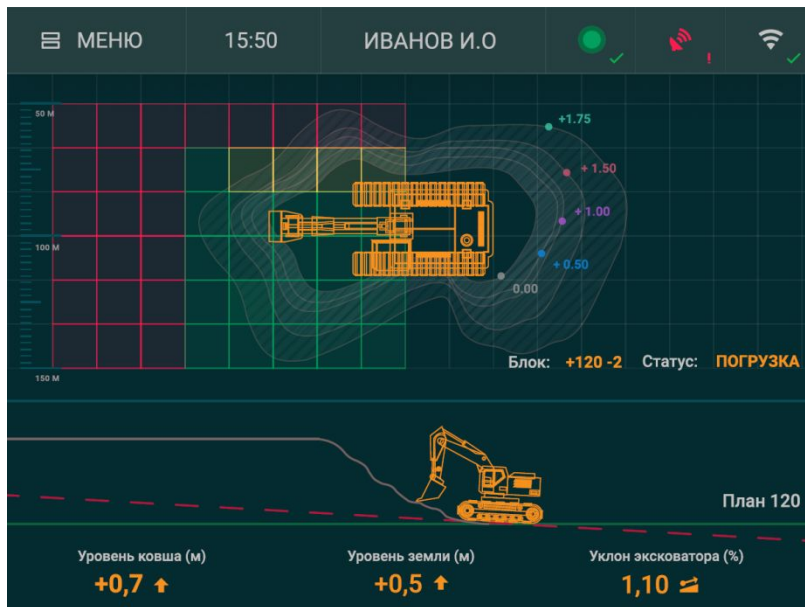 МЕНЮ 15:50 ИВАНОВ И.О !
50 М
+1.75
+ 1.50
+ 1.00
100 М
+ 0.50
0,00
Блок: +120 -2 Статус: ПОГРУЗКА
150 М
План 120
Уровень ковша (м) Уровень земли (м) Уклон эксковатора (%)
+0,7 +0,5 1,10